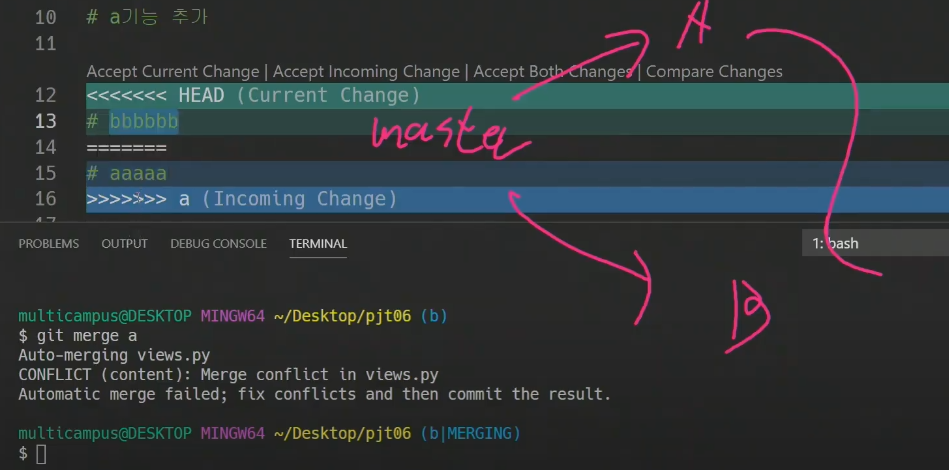 10 # a기능 추가
11
Accept Current Change | Accept Incoming Change | Accept Both Changes | Compare Changes
12 <<<<<<< HEAD (Current Change)
13 # bbbbbb
14 =======
15 # aaaaa
16 >>>>>>> a (Incoming Change)
A
master
B
PROBLEMS OUTPUT DEBUG CONSOLE TERMINAL 1: bash
multicampus@DESKTOP MINGW64 ~/Desktop/pjt06 (b)
$ git merge a
Auto-merging views.py
CONFLICT (content): Merge conflict in views.py
Automatic merge failed; fix conflicts and then commit the result.
multicampus@DESKTOP MINGW64 ~/Desktop/pjt06 (b|MERGING)
$